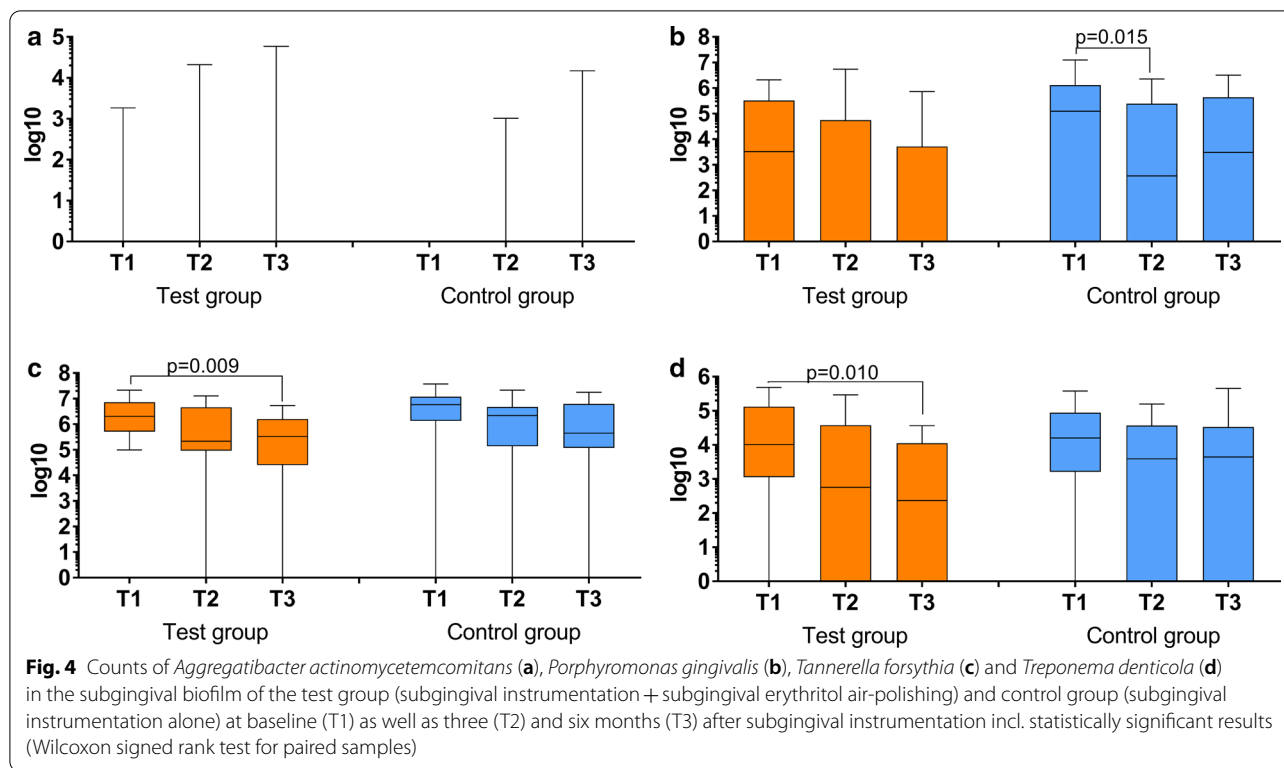 a
5
4
3
2
1
0
log10
T1 T2 T3 T1 T2 T3
Test group Control group
b
8
7
6
5
4
3
2
1
0
log10
p=0.015
T1 T2 T3 T1 T2 T3
Test group Control group
c
8
7
6
5
4
3
2
1
0
log10
p=0.009
T1 T2 T3 T1 T2 T3
Test group Control group
d
6
5
4
3
2
1
0
log10
p=0.010
T1 T2 T3 T1 T2 T3
Test group Control group
Fig. 4 Counts of Aggregatibacter actinomycetemcomitans (a), Porphyromonas gingivalis (b), Tannerella forsythia (c) and Treponema denticola (d)
in the subgingival biofilm of the test group (subgingival instrumentation + subgingival erythritol air-polishing) and control group (subgingival
instrumentation alone) at baseline (T1) as well as three (T2) and six months (T3) after subgingival instrumentation incl. statistically significant results
(Wilcoxon signed rank test for paired samples)